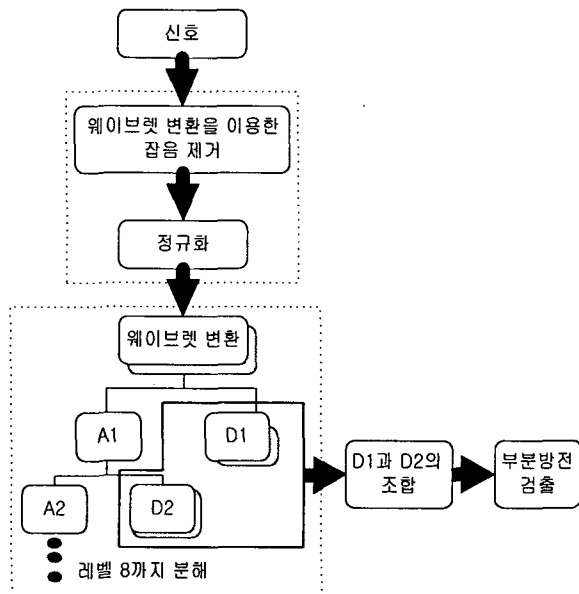 신호
웨이브렛 변환을 이용한
잡음 제거
정규화
웨이브렛 변환
A1
D1
A2
D2
레벨 8까지 분해
D1과 D2의
조합
부분방전
검출